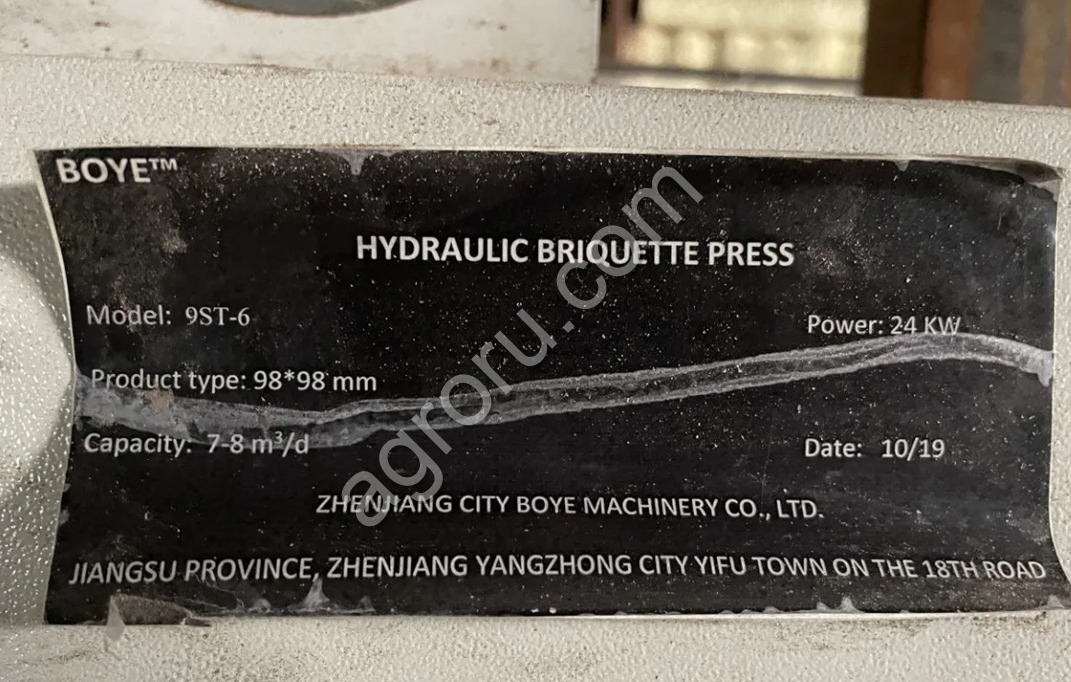 BOYE™
HYDRAULIC BRIQUETTE PRESS
Model: 9ST-6
Power: 24 KW
Product type: 98*98 mm
Capacity: 7-8 m³/d
Date: 10/19
ZHENJIANG CITY BOYE MACHINERY CO., LTD.
JIANGSU PROVINCE, ZHENJIANG YANGZHONG CITY YIFU TOWN ON THE 18TH ROAD
agroru.com